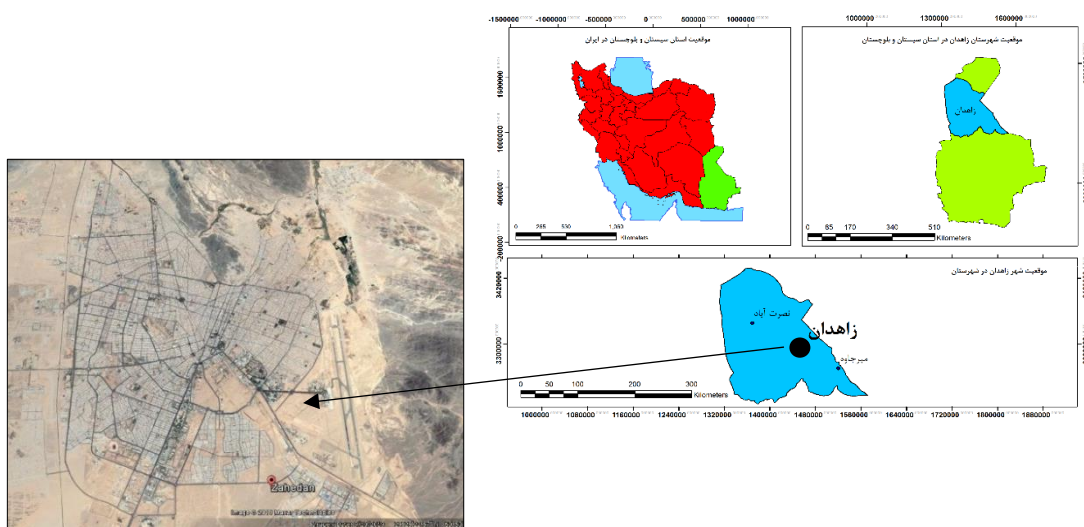 -1500000 -1000000 -500000 0 500000 1000000
موقعیت استان سیستان و بلوچستان در ایران
1600000
1000000
400000
-200000
0 265 530 1,060
Kilometers
1000000 1300000 1600000
موقعیت شهرستان زاهدان در استان سیستان و بلوچستان
زاهدان
0 85 170 340 510
Kilometers
موقعیت شهر زاهدان در شهرستان
3420000
3300000
نصرت آباد
زاهدان
میرجاوه
0 25 50 100 200 300
Kilometers
1000000 1080000 1160000 1240000 1320000 1400000 1480000 1560000 1640000 1720000 1800000 1880000
Zahedan